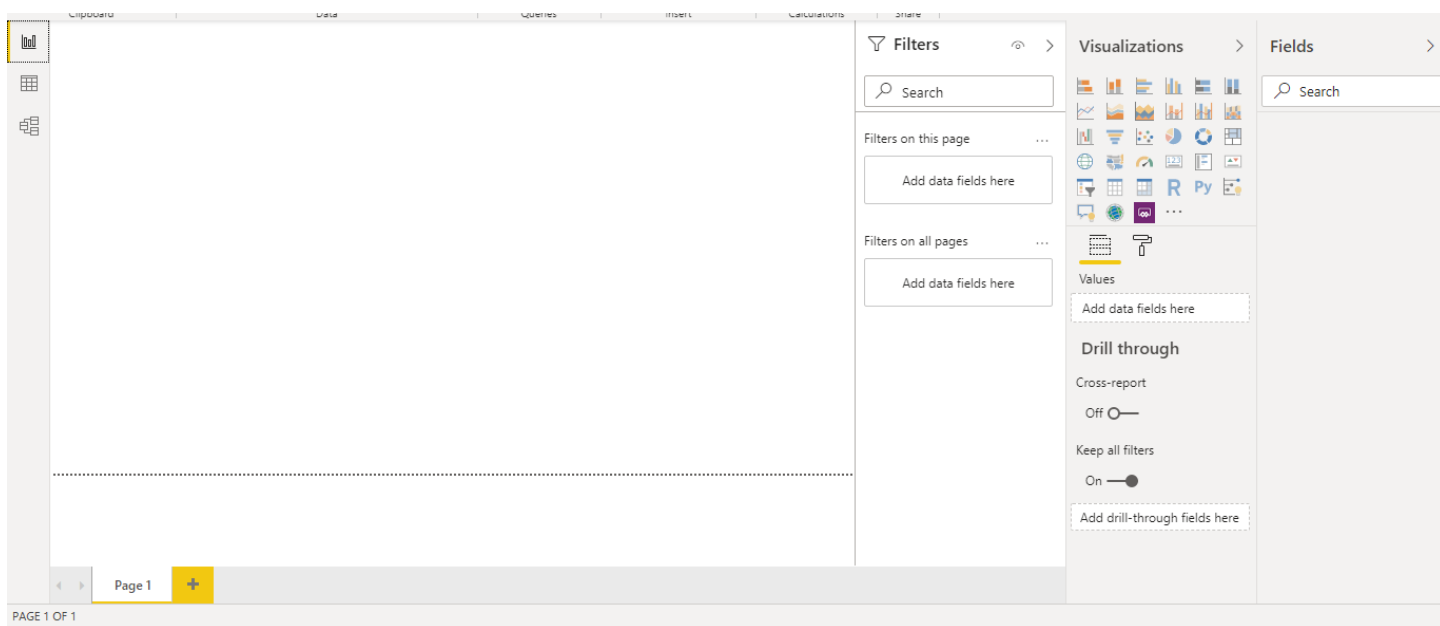 Clipboard
Data
Queries
Insert
Calculations
Share
Filters
Search
Filters on this page
...
Add data fields here
Filters on all pages
...
Add data fields here
Visualizations
123
R
Py
...
Values
Add data fields here
Drill through
Cross-report
Off
Keep all filters
On
Add drill-through fields here
Fields
Search
Page 1
+
PAGE 1 OF 1